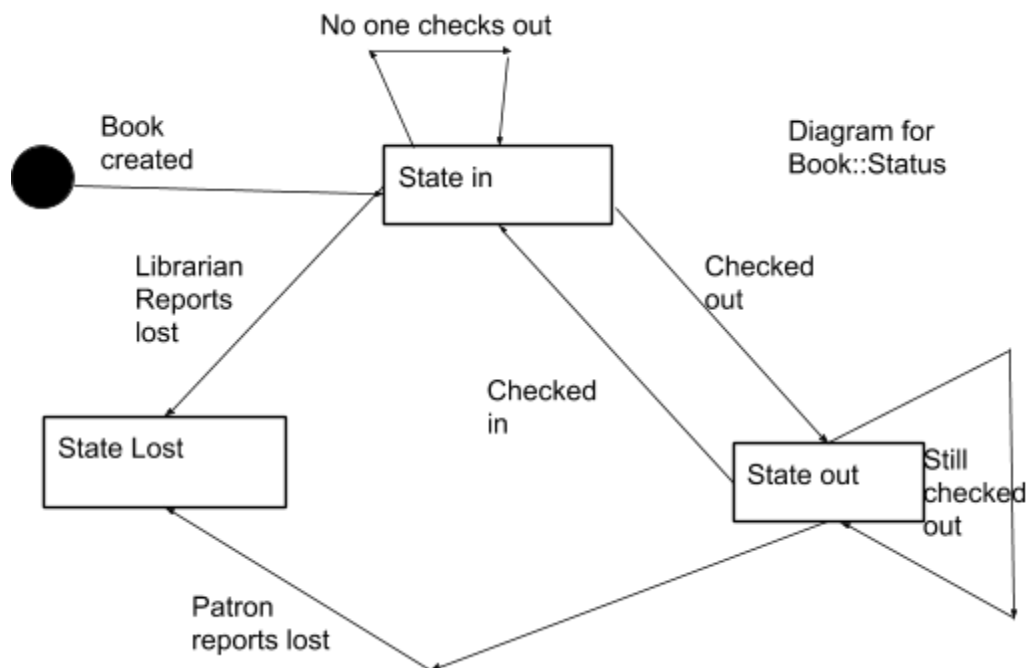 No one checks out
Book
created
Diagram for
Book::Status
State in
Librarian
Reports
lost
Checked
out
Checked
in
State Lost
State out
Still
checked
out
Patron
reports lost